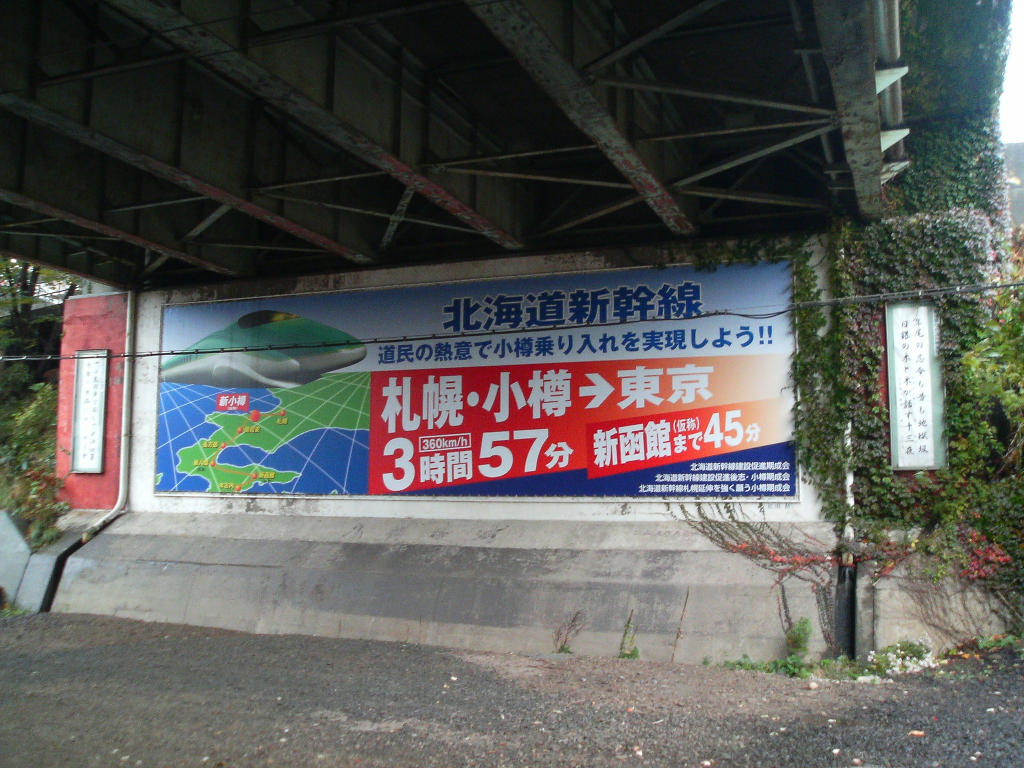 北海道新幹線
道民の熱意で小樽乗り入れを実現しよう!!
新小樽
札幌
札幌・小樽→東京
360km/h
3時間57分
新函館(仮称)まで45分
北海道新幹線建設促進期成会
北海道新幹線建設促進後志・小樽期成会
北海道新幹線札幌延伸を強く願う小樽期成会